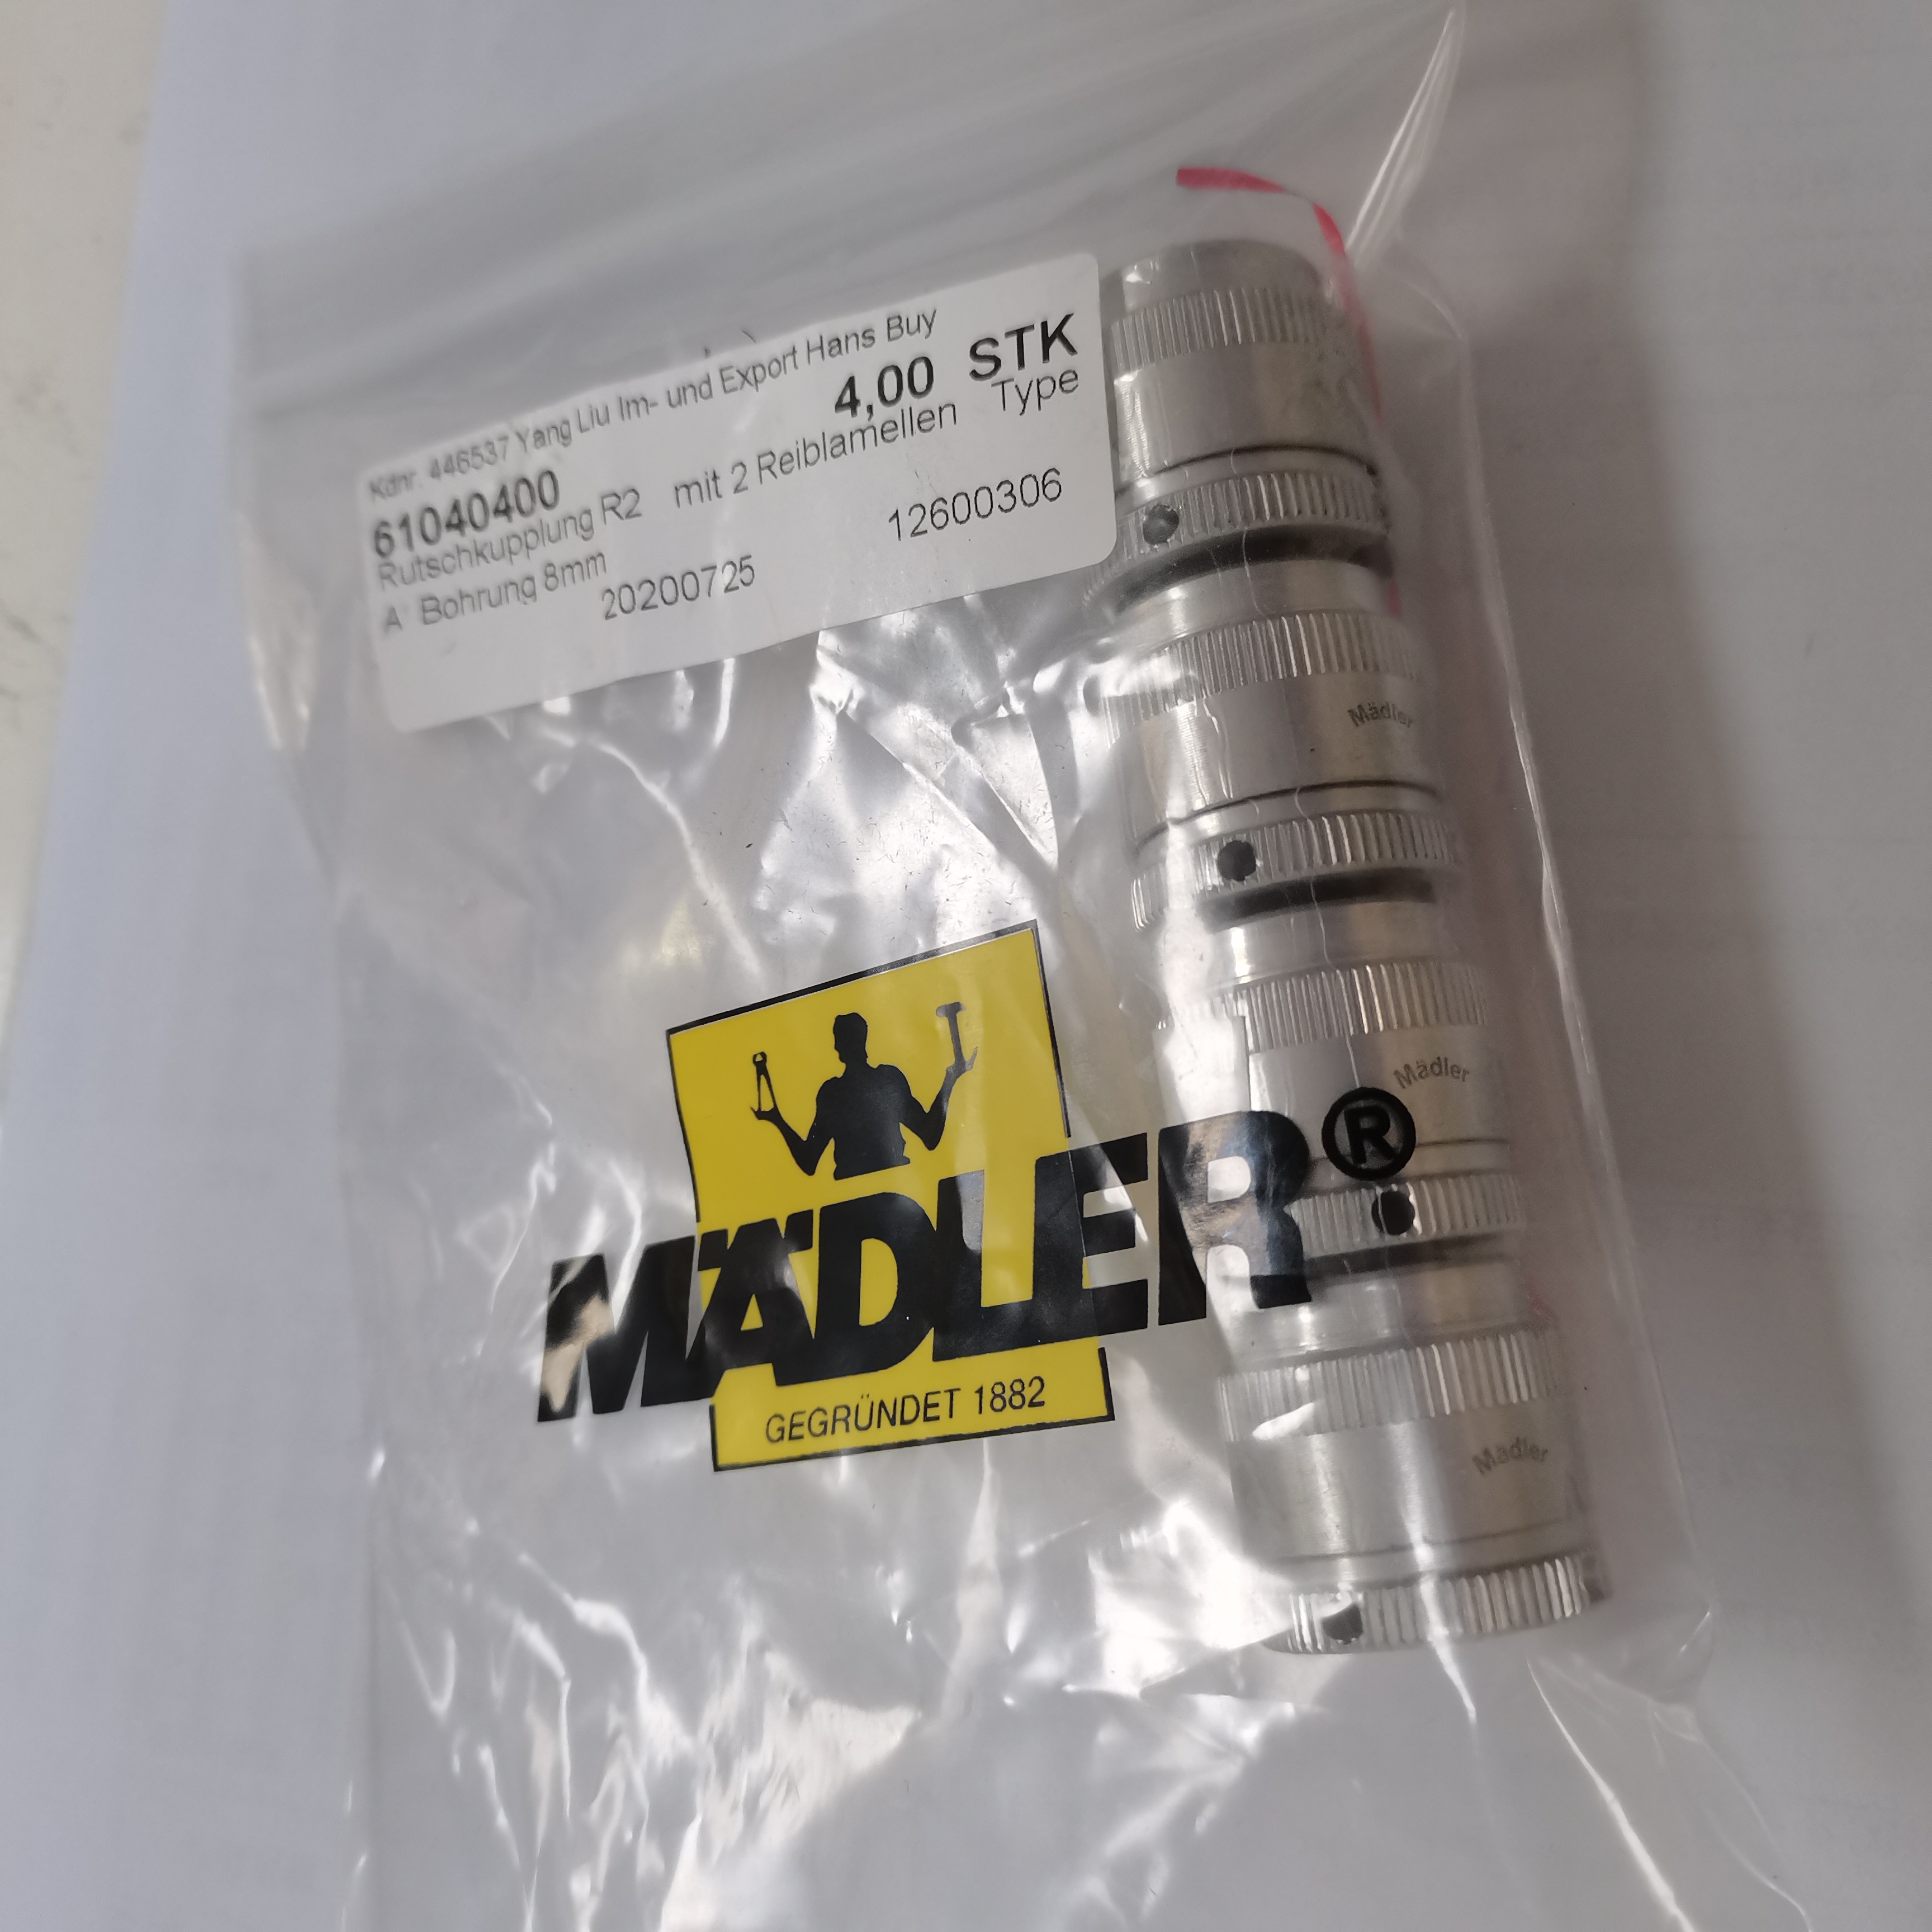 Kdnr. 446537 Yang Liu Im- und Export Hans Buy
61040400 4,00 STK
Rutschkupplung R2 mit 2 Reiblamellen Type
A Bohrung 8mm
20200725 12600306
Mädler
Mädler
MÄDLER®
GEGRÜNDET 1882
Mädler